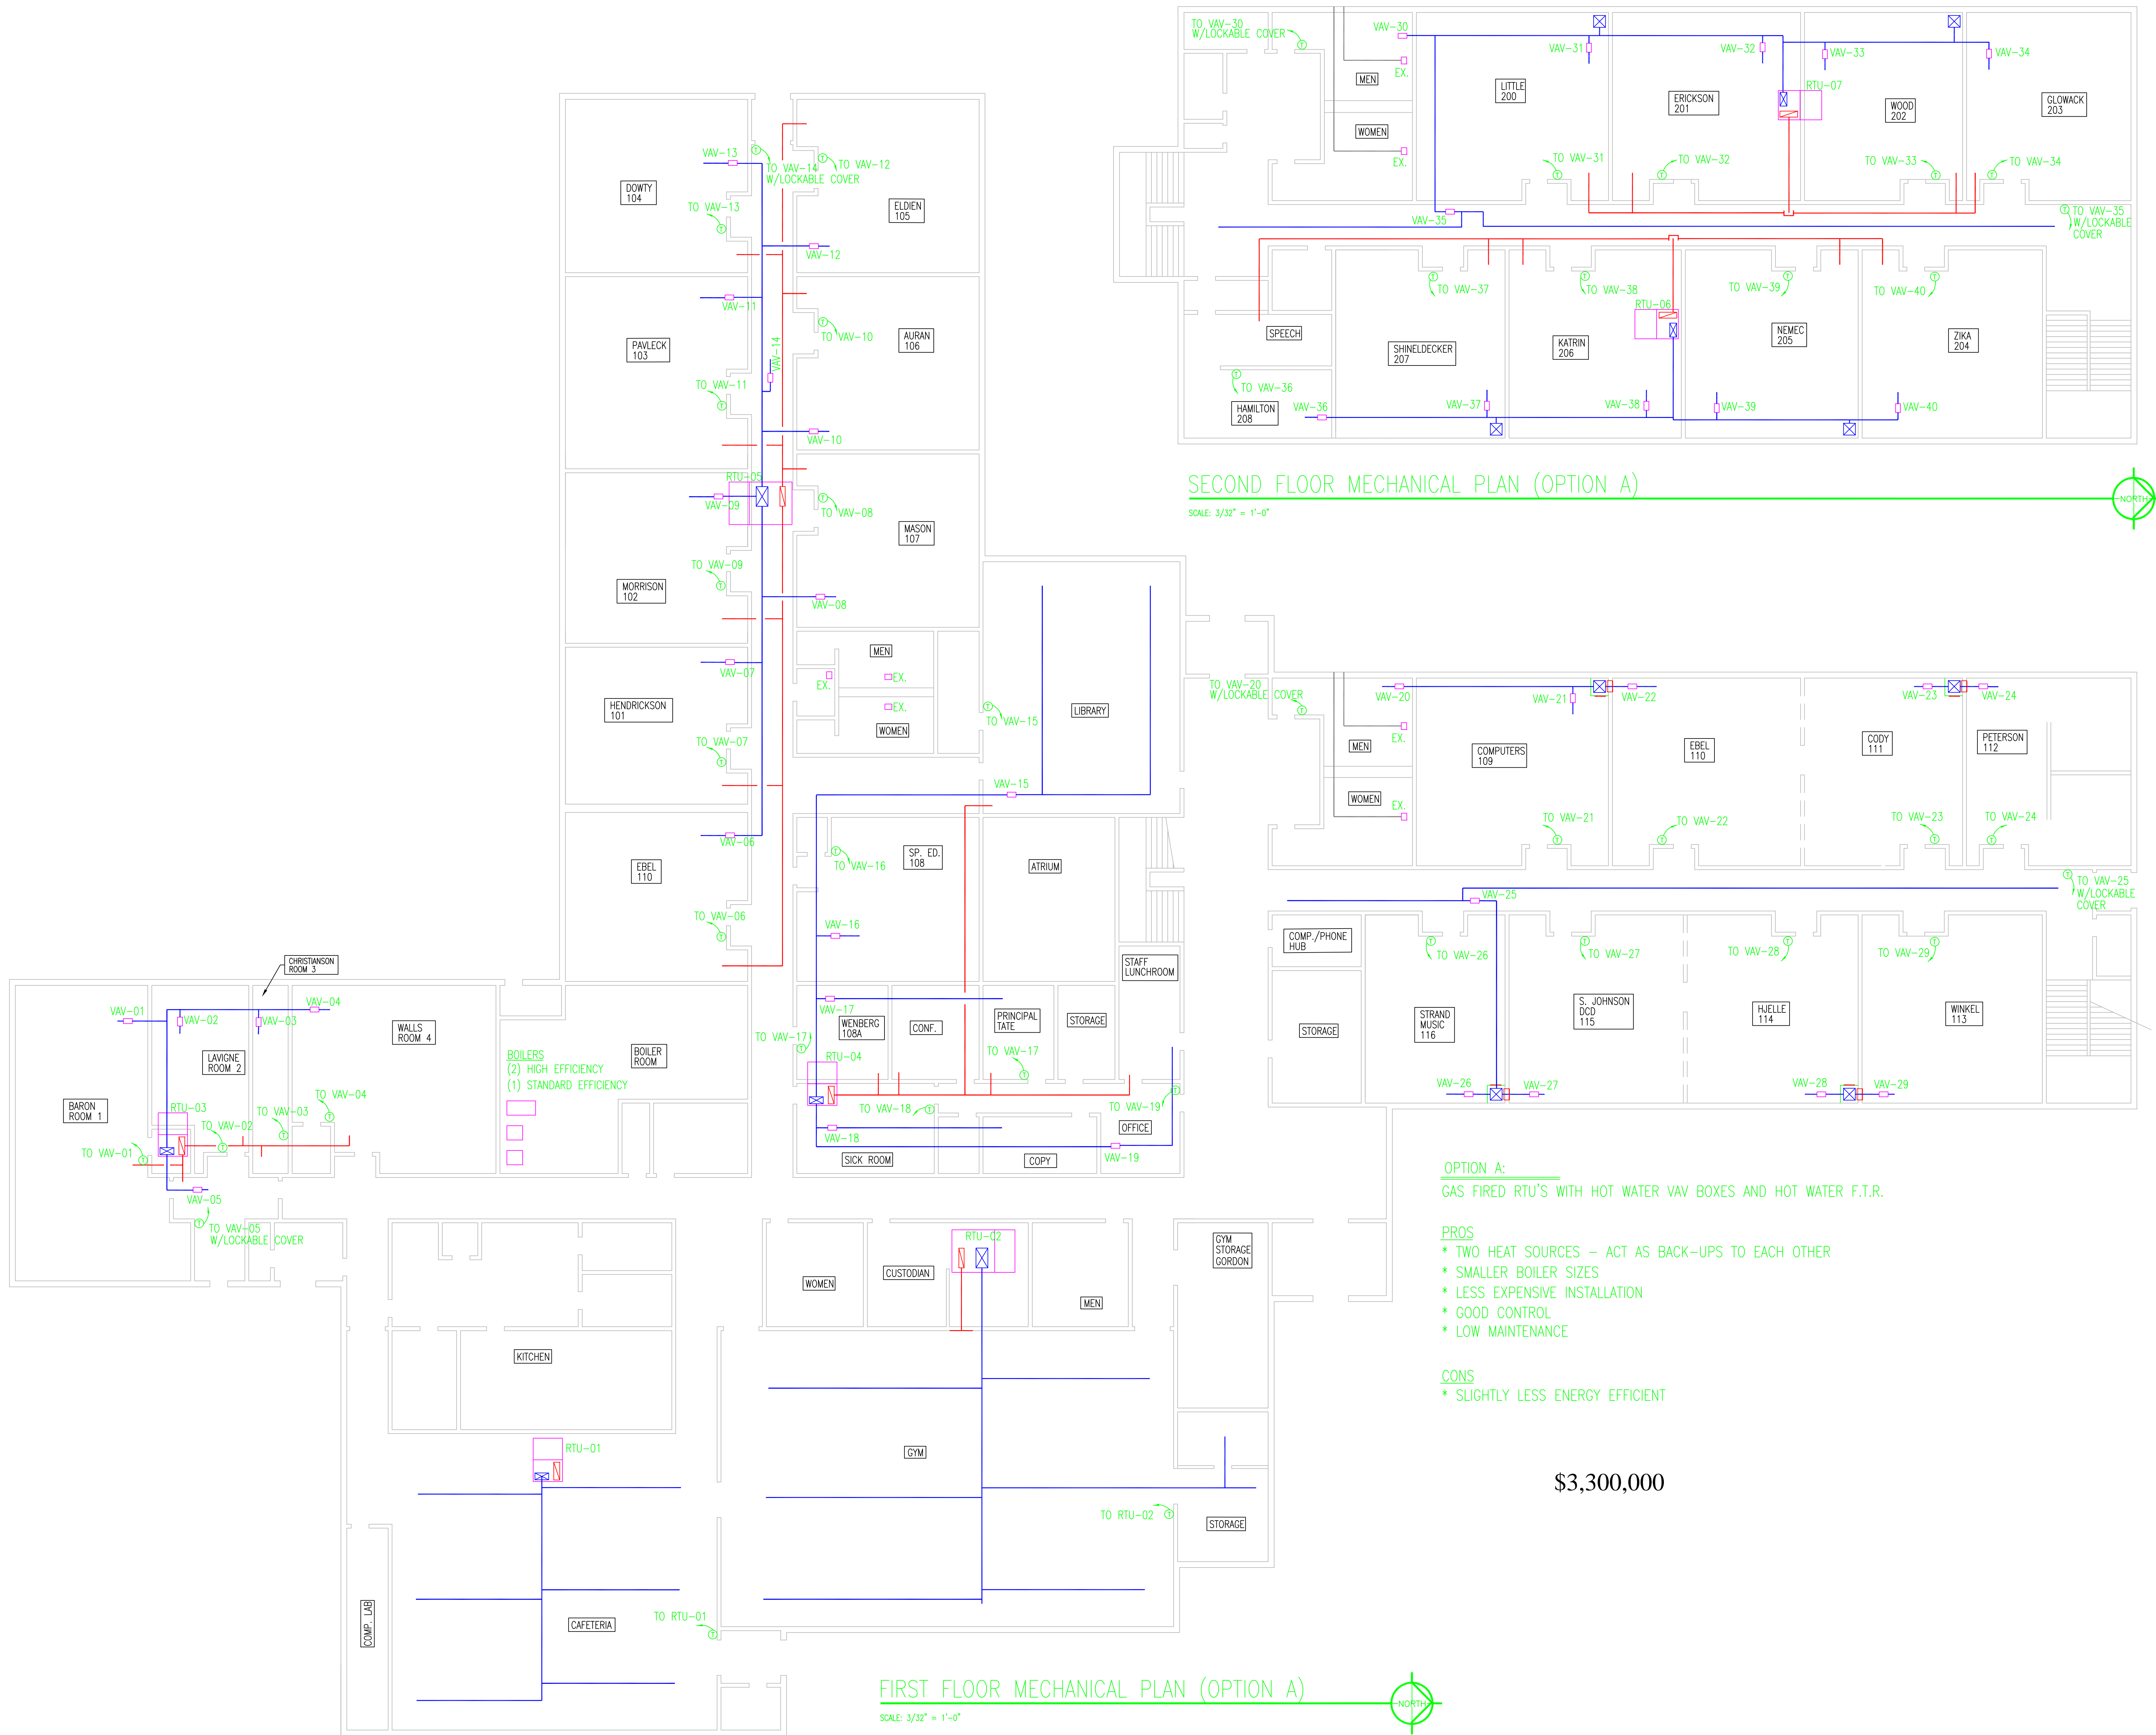 TO VAV-30
W/LOCKABLE COVER
VAV-30
EX.
MEN
WOMEN
EX.
LITTLE
200
VAV-31
VAV-32
ERICKSON
201
RTU-07
VAV-33
WOOD
202
VAV-34
GLOWACK
203
TO VAV-31
TO VAV-32
TO VAV-33
TO VAV-34
VAV-35
TO VAV-35
W/LOCKABLE
COVER
TO VAV-37
TO VAV-38
TO VAV-39
TO VAV-40
RTU-06
SPEECH
SHINELDECKER
207
KATRIN
206
NEMEC
205
ZIKA
204
TO VAV-36
HAMILTON
208
VAV-36
VAV-37
VAV-38
VAV-39
VAV-40
SECOND FLOOR MECHANICAL PLAN (OPTION A)
SCALE: 3/32" = 1'-0"
NORTH
VAV-13
TO VAV-14
W/LOCKABLE COVER
TO VAV-12
DOWTY
104
TO VAV-13
ELDIEN
105
VAV-12
VAV-11
PAVLECK
103
VAV-14
TO VAV-10
AURAN
106
TO VAV-11
VAV-10
RTU-05
VAV-09
TO VAV-08
MASON
107
TO VAV-09
MORRISON
102
VAV-08
MEN
EX.
EX.
EX.
WOMEN
VAV-07
HENDRICKSON
101
TO VAV-07
TO VAV-15
LIBRARY
VAV-15
VAV-06
EBEL
110
TO VAV-06
TO VAV-16
SP. ED.
108
ATRIUM
VAV-16
STAFF
LUNCHROOM
VAV-17
WENBERG
108A
CONF.
PRINCIPAL
TATE
STORAGE
TO VAV-17
TO VAV-17
RTU-04
TO VAV-18
TO VAV-19
VAV-18
OFFICE
VAV-19
SICK ROOM
COPY
TO VAV-20
W/LOCKABLE COVER
VAV-20
EX.
MEN
WOMEN
EX.
VAV-21
VAV-22
VAV-23
VAV-24
COMPUTERS
109
EBEL
110
CODY
111
PETERSON
112
TO VAV-21
TO VAV-22
TO VAV-23
TO VAV-24
VAV-25
TO VAV-25
W/LOCKABLE
COVER
COMP./PHONE
HUB
TO VAV-26
TO VAV-27
TO VAV-28
TO VAV-29
STORAGE
STRAND
MUSIC
116
S. JOHNSON
DCD
115
HJELLE
114
WINKEL
113
VAV-26
VAV-27
VAV-28
VAV-29
CHRISTIANSON
ROOM 3
VAV-01
VAV-02
VAV-03
VAV-04
LAVIGNE
ROOM 2
WALLS
ROOM 4
BOILERS
(2) HIGH EFFICIENCY
(1) STANDARD EFFICIENCY
BOILER
ROOM
BARON
ROOM 1
RTU-03
TO VAV-04
TO VAV-03
TO VAV-02
TO VAV-01
VAV-05
TO VAV-05
W/LOCKABLE COVER
KITCHEN
WOMEN
CUSTODIAN
RTU-02
MEN
GYM
STORAGE
GORDON
RTU-01
GYM
TO RTU-02
STORAGE
COMP. LAB
CAFETERIA
TO RTU-01
OPTION A:
GAS FIRED RTU'S WITH HOT WATER VAV BOXES AND HOT WATER F.T.R.
PROS
* TWO HEAT SOURCES - ACT AS BACK-UPS TO EACH OTHER
* SMALLER BOILER SIZES
* LESS EXPENSIVE INSTALLATION
* GOOD CONTROL
* LOW MAINTENANCE
CONS
* SLIGHTLY LESS ENERGY EFFICIENT
$3,300,000
FIRST FLOOR MECHANICAL PLAN (OPTION A)
SCALE: 3/32" = 1'-0"
NORTH